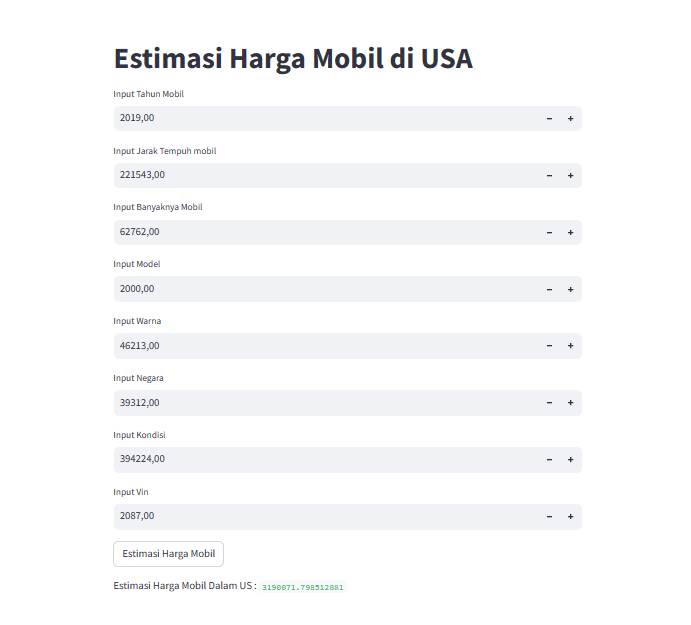 Estimasi Harga Mobil di USA
Input Tahun Mobil
2019,00
Input Jarak Tempuh mobil
221543,00
Input Banyaknya Mobil
62762,00
Input Model
2000,00
Input Warna
46213,00
Input Negara
39312,00
Input Kondisi
394224,00
Input Vin
2087,00
Estimasi Harga Mobil
Estimasi Harga Mobil Dalam US : 3190071.798512881